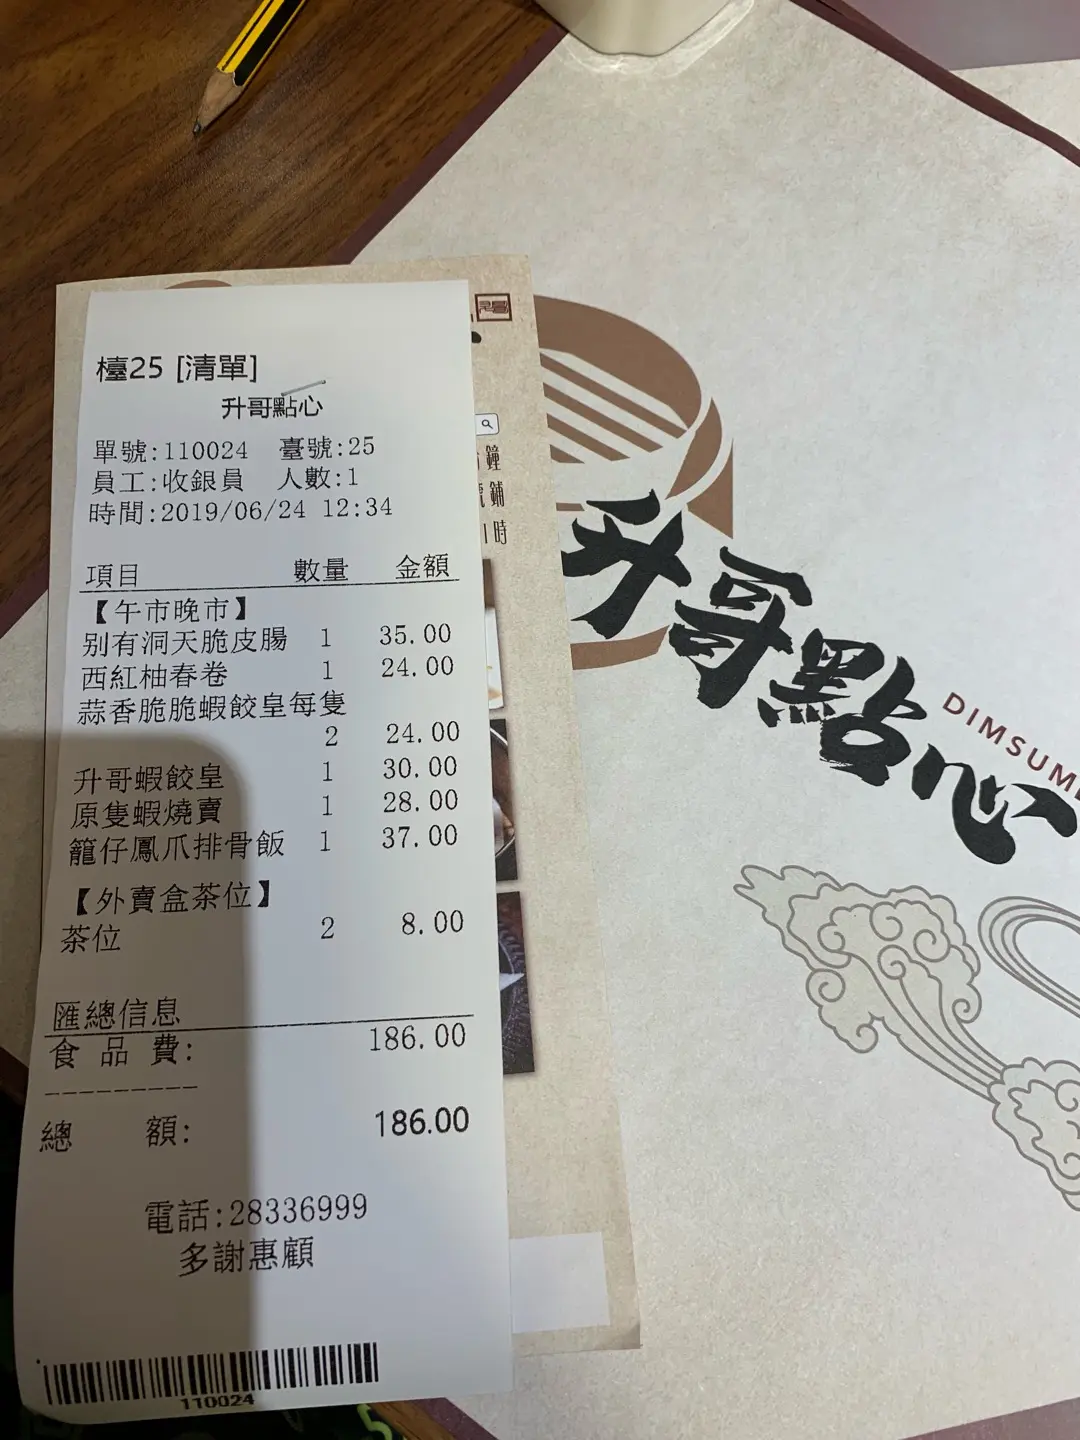 檯25 [清單]
升哥點心
單號:110024 臺號:25
員工:收銀員 人數:1
時間:2019/06/24 12:34
項目 數量 金額
【午市晚市】
別有洞天脆皮腸 1 35.00
西紅柚春卷 1 24.00
蒜香脆脆蝦餃皇每隻
2 24.00
升哥蝦餃皇 1 30.00
原隻蝦燒賣 1 28.00
籠仔鳳爪排骨飯 1 37.00
【外賣盒茶位】
茶位 2 8.00
匯總信息
食品費: 186.00
---------
總額: 186.00
電話:28336999
多謝惠顧
110024
鐘
鋪
時
升哥點心
DIMSUM